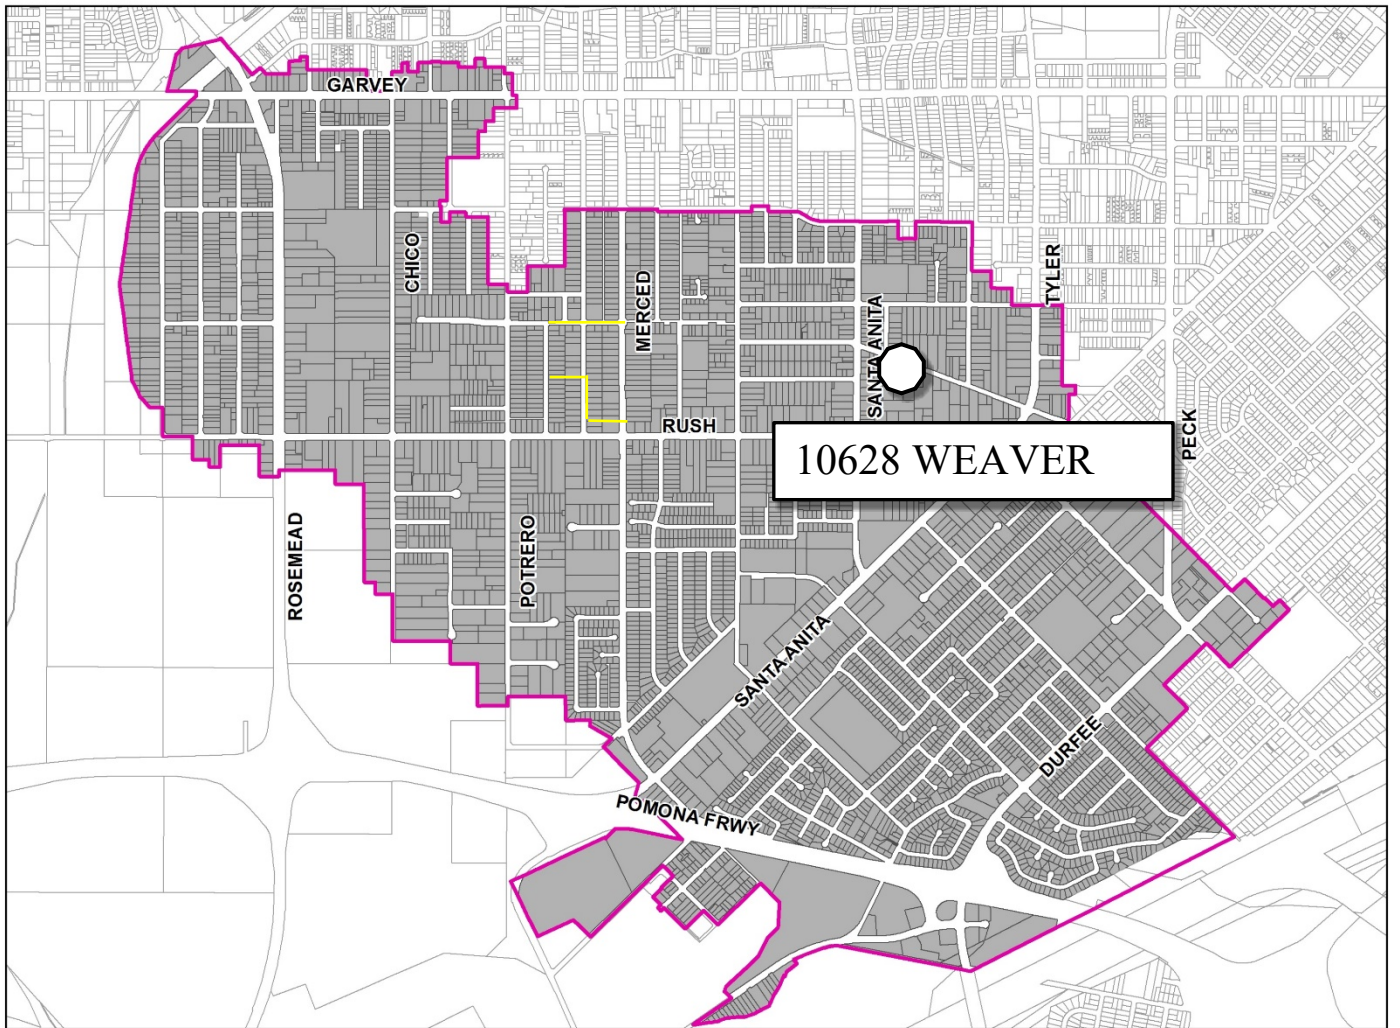 GARVEY
CHICO
MERCED
TYLER
SANTA ANITA
PECK
RUSH
10628 WEAVER
ROSEMEAD
POTRERO
SANTA ANITA
DURFEE
POMONA FRWY